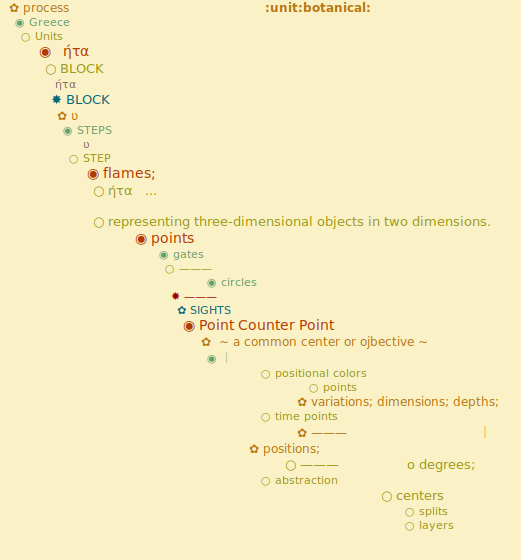 ✿ process :unit:botanical:
◉ Greece
○ Units
◉ ήτα
○ BLOCK
ήτα
✸ BLOCK
✿ υ
◉ STEPS
υ
○ STEP
◉ flames;
○ ήτα ...
○ representing three-dimensional objects in two dimensions.
◉ points
◉ gates
○ ———
◉ circles
✸ ———
✿ SIGHTS
◉ Point Counter Point
✿ ~ a common center or ojbective ~
◉ |
○ positional colors
○ points
✿ variations; dimensions; depths;
○ time points
✿ ——— |
✿ positions;
○ ——— o degrees;
○ abstraction
○ centers
○ splits
○ layers